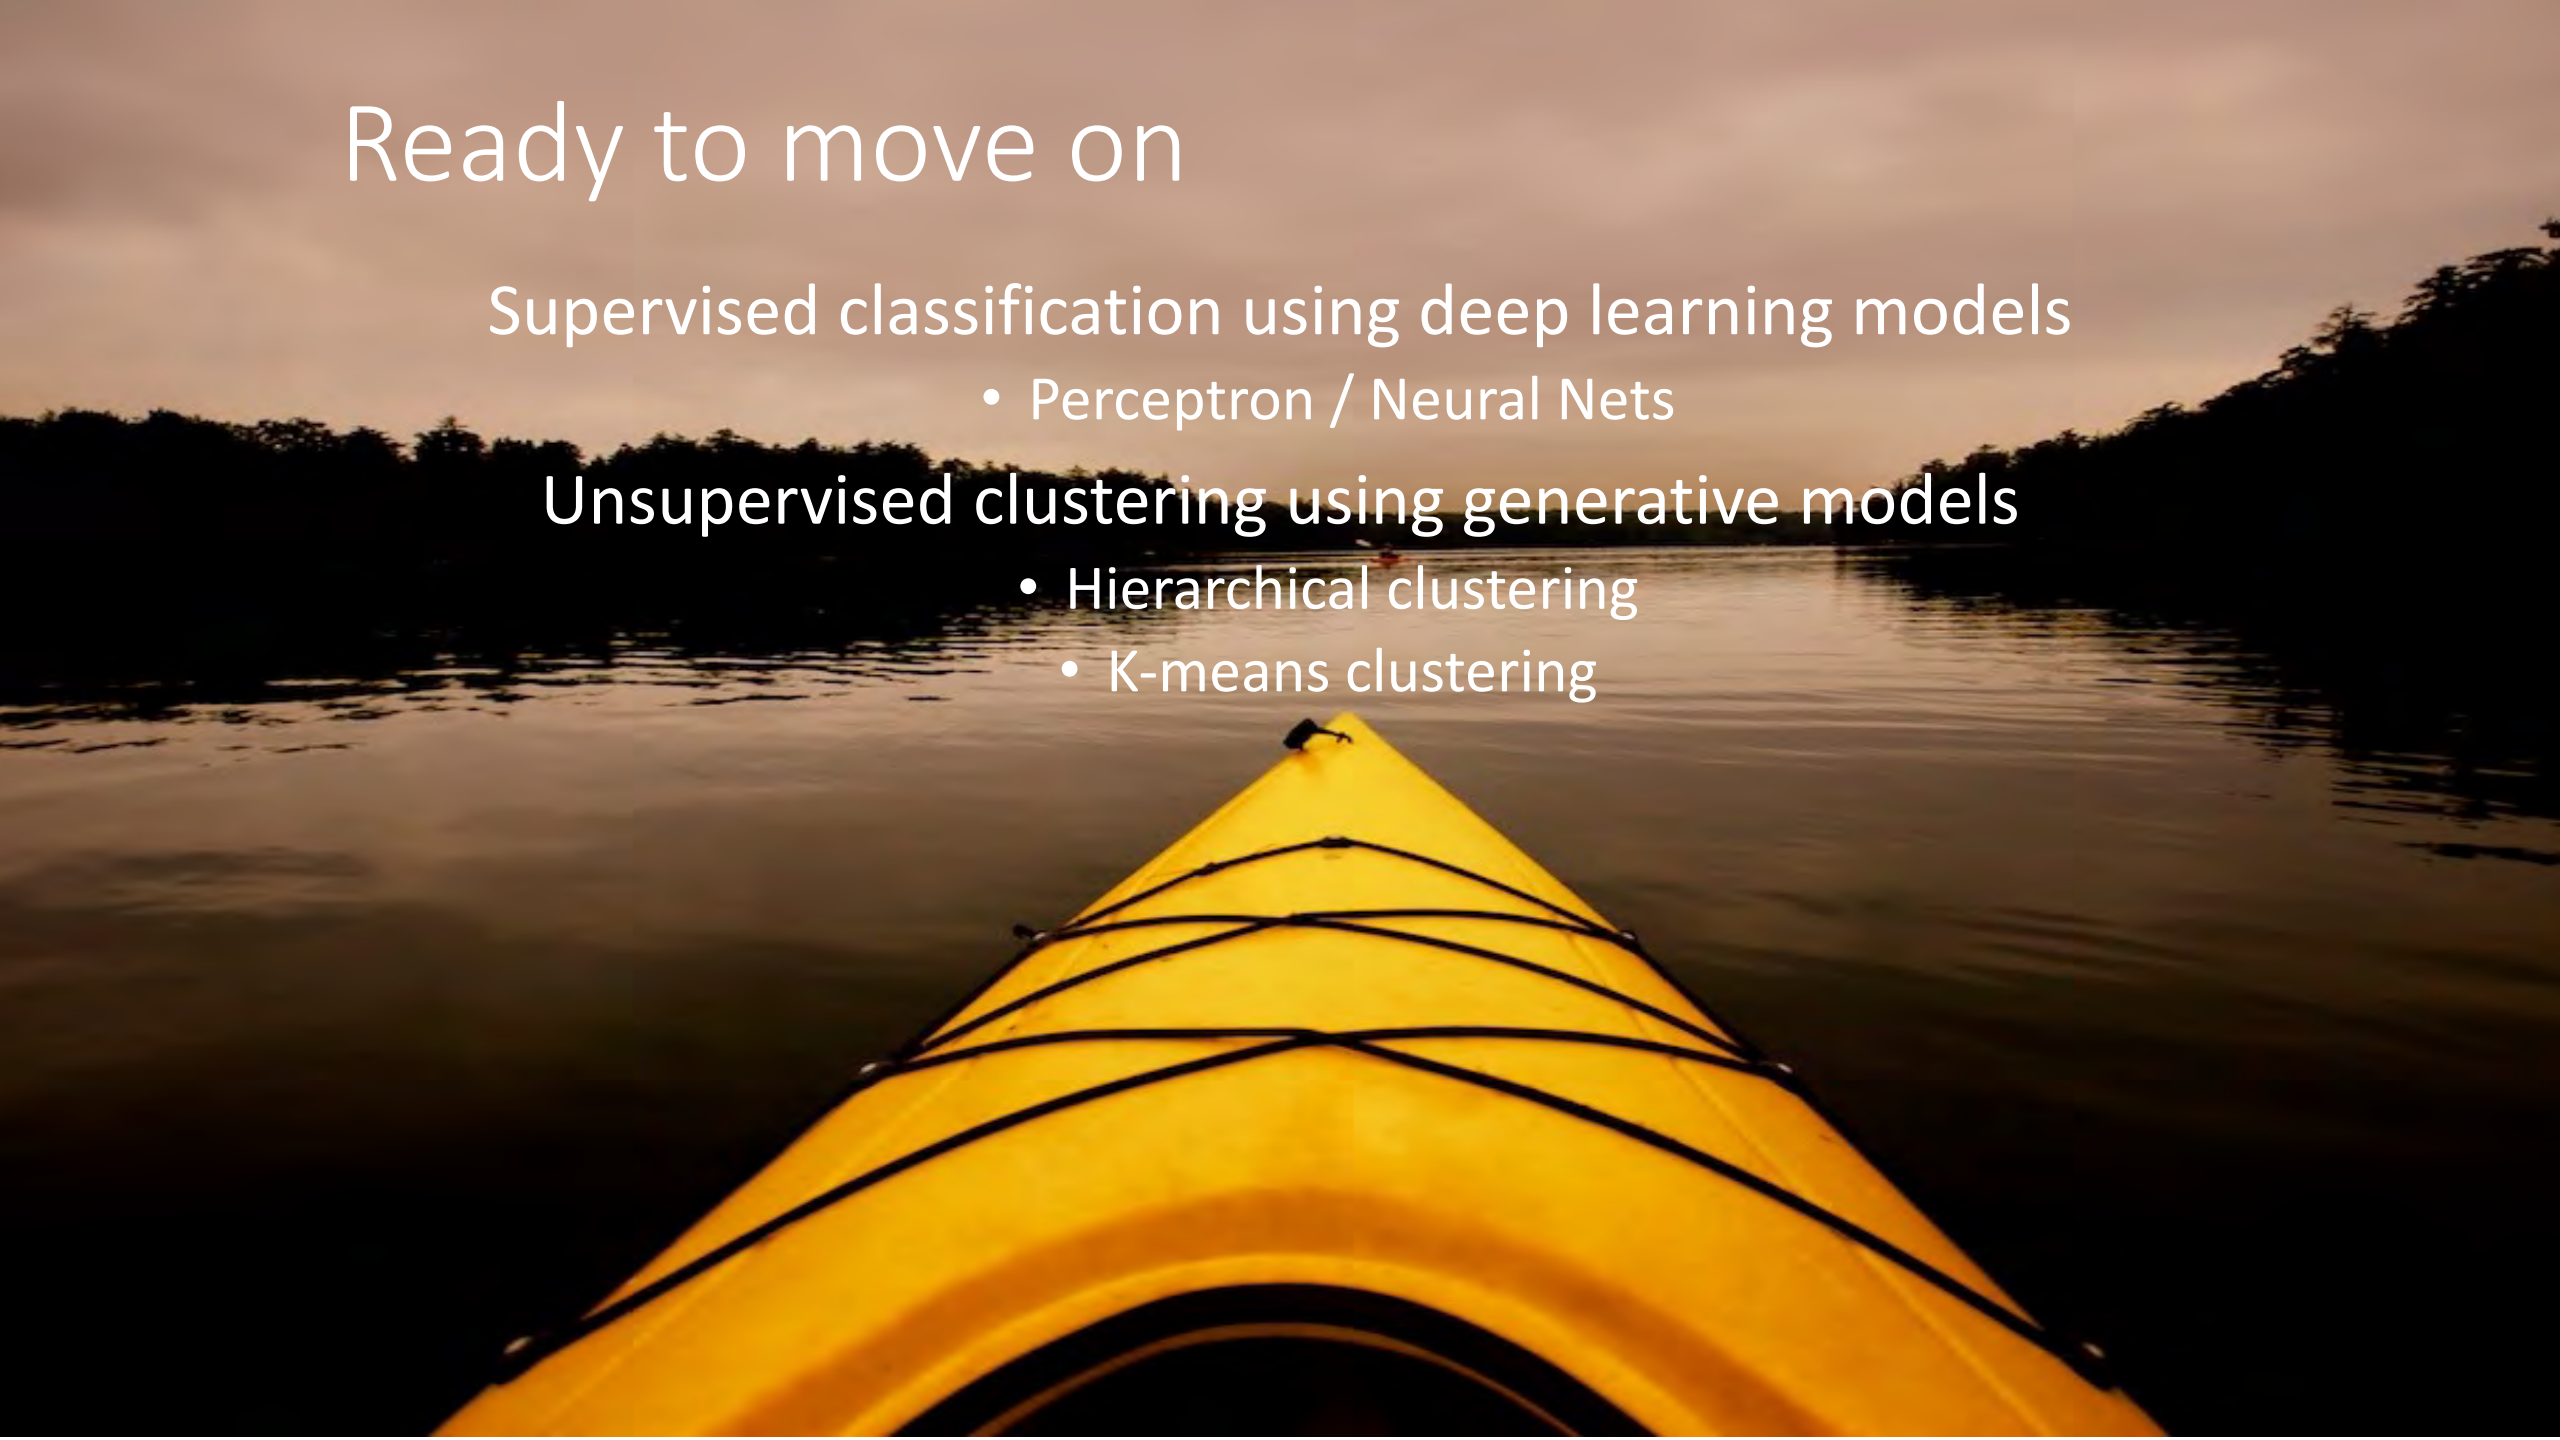 Ready to move on
Supervised classification using deep learning models
• Perceptron / Neural Nets
Unsupervised clustering using generative models
• Hierarchical clustering
• K-means clustering